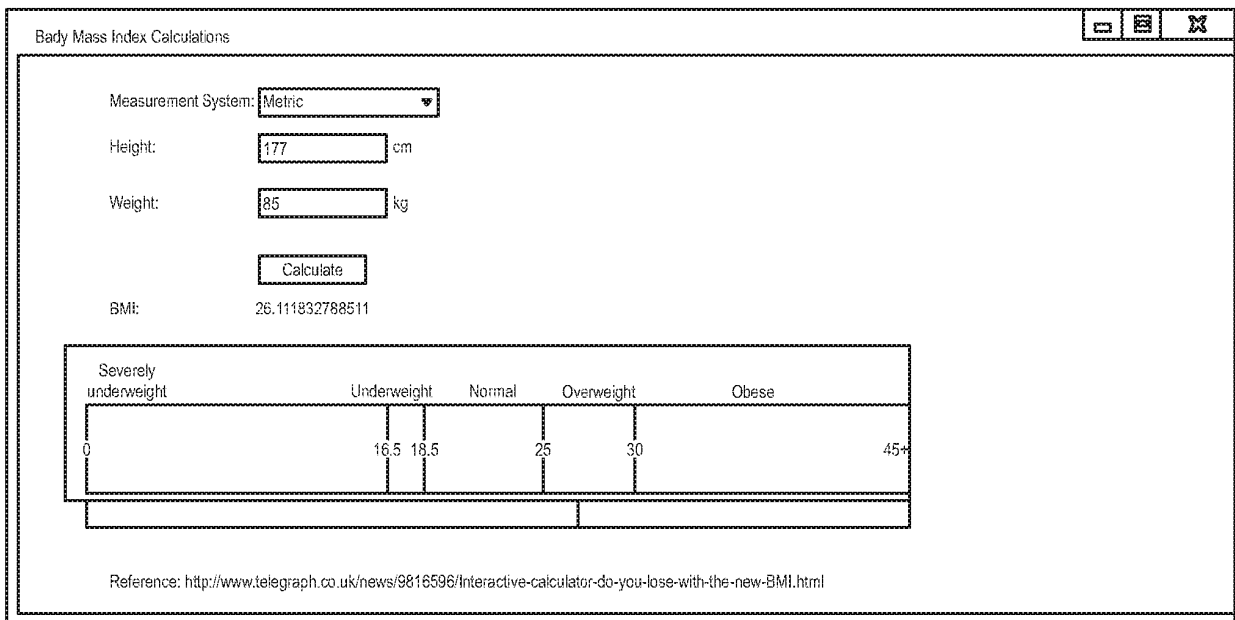 Bady Mass Index Calculations
Measurement System: Metric
Height: 177 cm
Weight: 85 kg
Calculate
BMI: 26.111832788511
Severely
underweight Underweight Normal Overweight Obese
0 16.5 18.5 25 30 45+
Reference: http://www.telegraph.co.uk/news/9816596/Interactive-calculator-do-you-lose-with-the-new-BMI.html